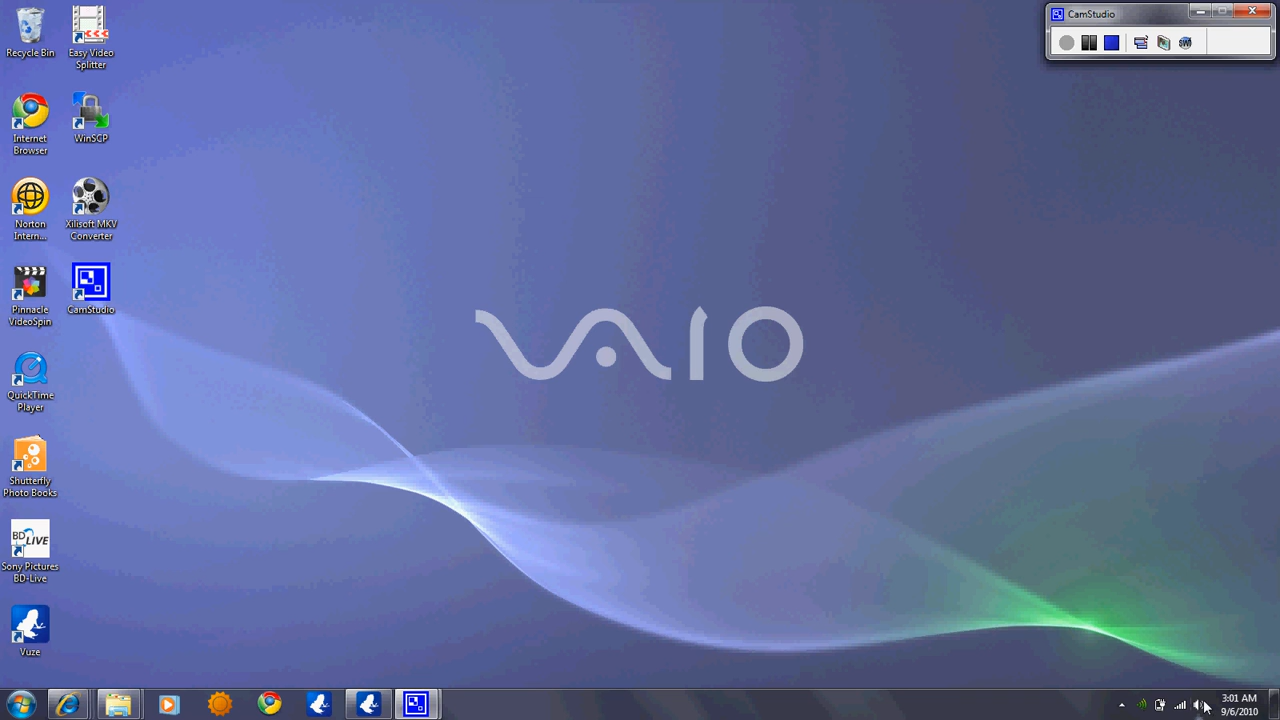 Recycle Bin
Easy Video
Splitter
Internet
Browser
WinSCP
Norton
Intern...
Xilisoft MKV
Converter
Pinnacle
VideoSpin
CamStudio
QuickTime
Player
Shutterfly
Photo Books
BD LIVE
Sony Pictures
BD-Live
Vuze
VAIO
CamStudio
3:01 AM
9/6/2010